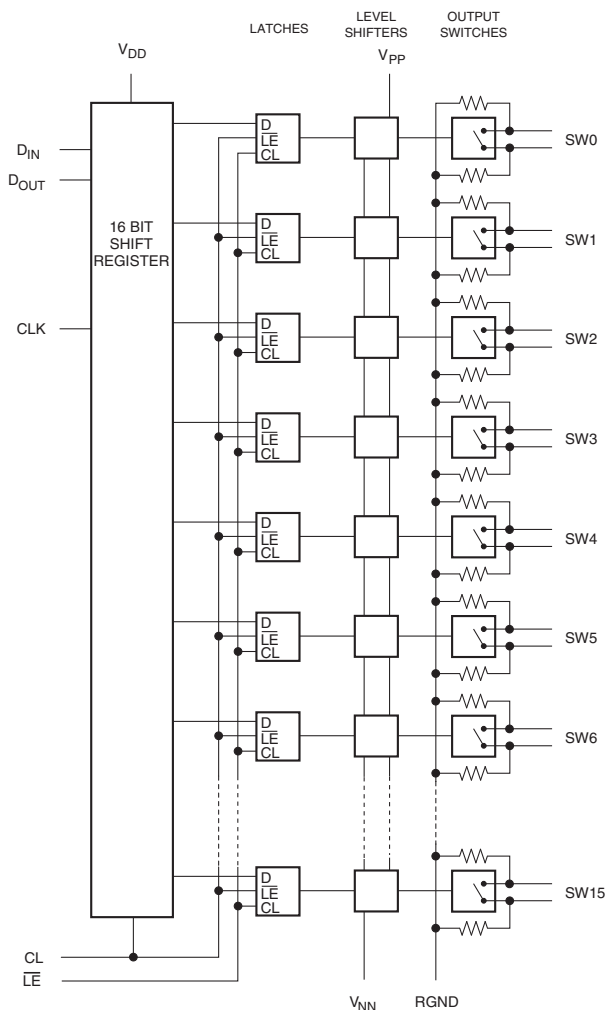 LATCHES
LEVEL
SHIFTERS
OUTPUT
SWITCHES
VDD
VPP
DIN
DOUT
16 BIT
SHIFT
REGISTER
CLK
D
LE
CL
SW0
D
LE
CL
SW1
D
LE
CL
SW2
D
LE
CL
SW3
D
LE
CL
SW4
D
LE
CL
SW5
D
LE
CL
SW6
D
LE
CL
SW15
CL
LE
VNN
RGND